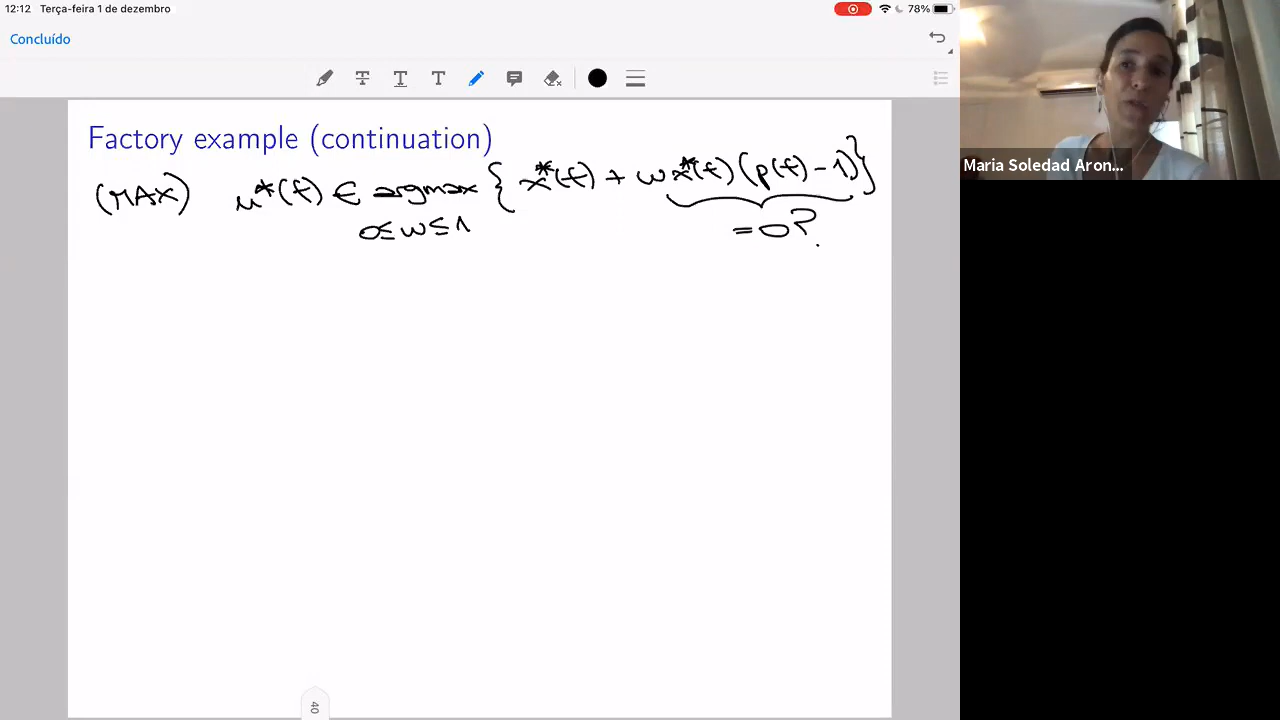 12:12 Terça-feira 1 de dezembro 78%
Concluído
T T T
Maria Soledad Aron...
Factory example (continuation)
(MAX) u*(t) ∈ argmax { x*(t) + w x*(t) (p(t) - 1) }
0 ≤ w ≤ 1
= 0?
40